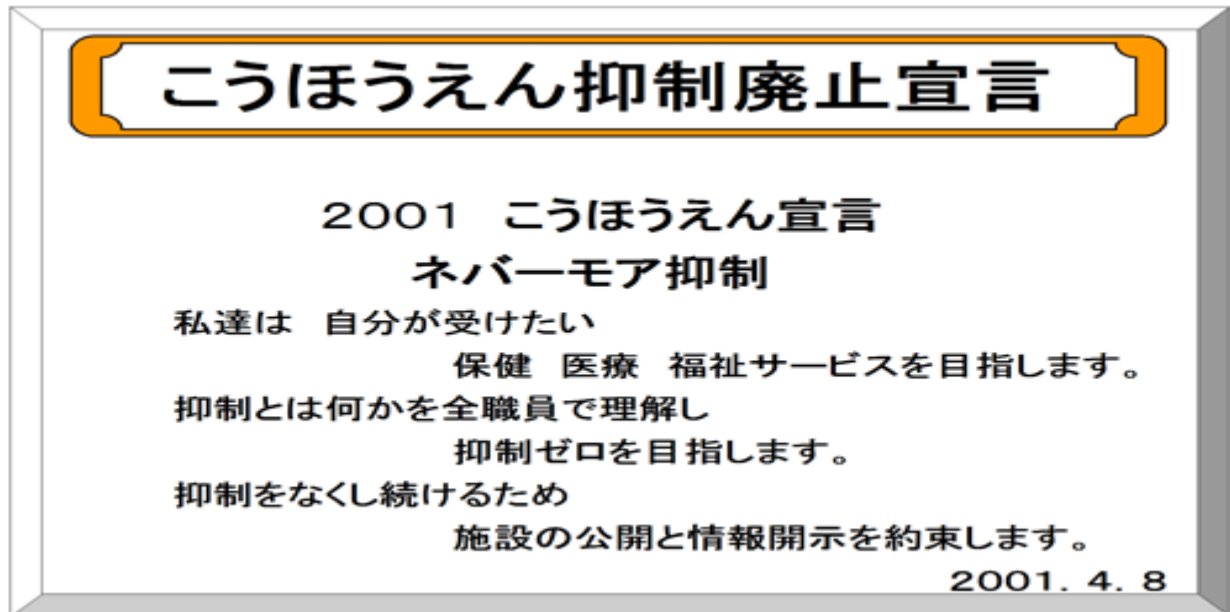 こうほうえん抑制廃止宣言
2001　こうほうえん宣言
ネバーモア抑制
私達は　自分が受けたい
保健　医療　福祉サービスを目指します。
抑制とは何かを全職員で理解し
抑制ゼロを目指します。
抑制をなくし続けるため
施設の公開と情報開示を約束します。
2001．4．8